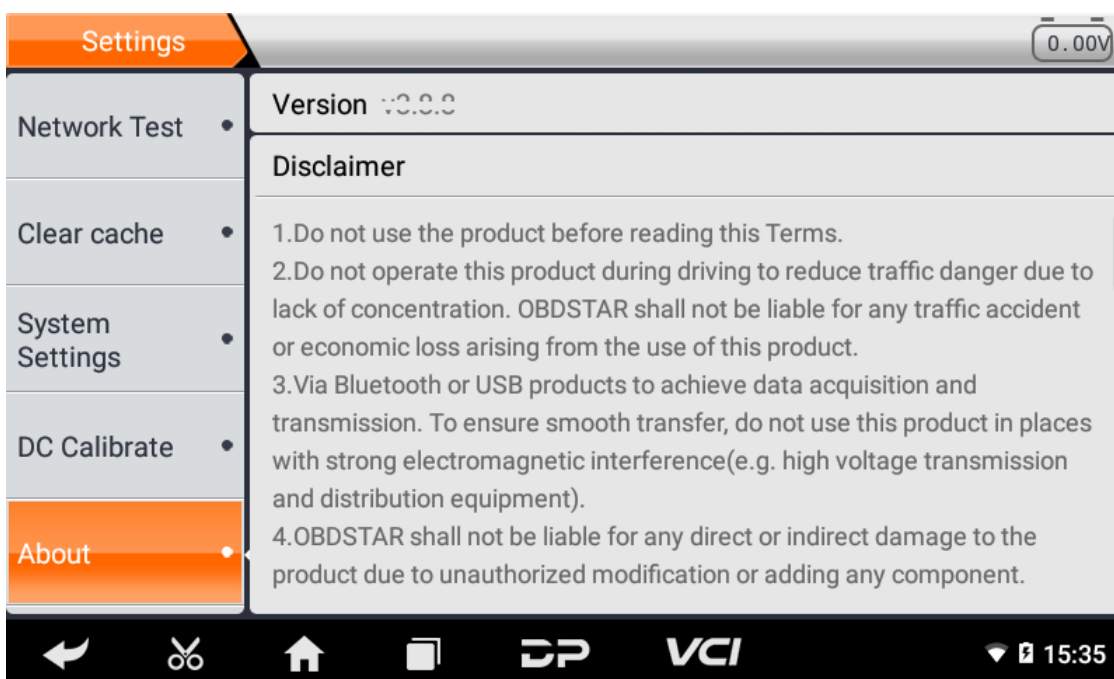 Settings
0.00V
Network Test
Clear cache
System
Settings
DC Calibrate
About
Version
Disclaimer
1.Do not use the product before reading this Terms.
2.Do not operate this product during driving to reduce traffic danger due to
lack of concentration. OBDSTAR shall not be liable for any traffic accident
or economic loss arising from the use of this product.
3.Via Bluetooth or USB products to achieve data acquisition and
transmission. To ensure smooth transfer, do not use this product in places
with strong electromagnetic interference(e.g. high voltage transmission
and distribution equipment).
4.OBDSTAR shall not be liable for any direct or indirect damage to the
product due to unauthorized modification or adding any component.
DP
VCI
15:35